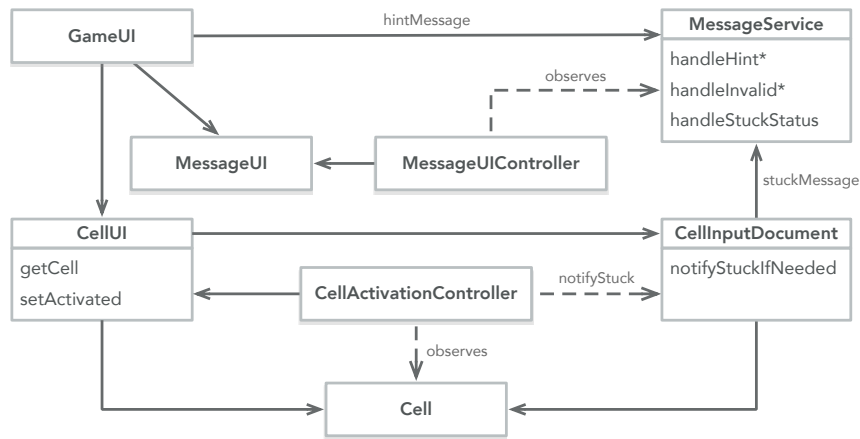 hintMessage
GameUI
MessageService
handleHint*
observes
handleInvalid*
handleStuckStatus
MessageUI
MessageUIController
stuckMessage
CellUI
CellInputDocument
getCell
notifyStuckIfNeeded
notifyStuck
setActivated
CellActivationController
observes
Cell